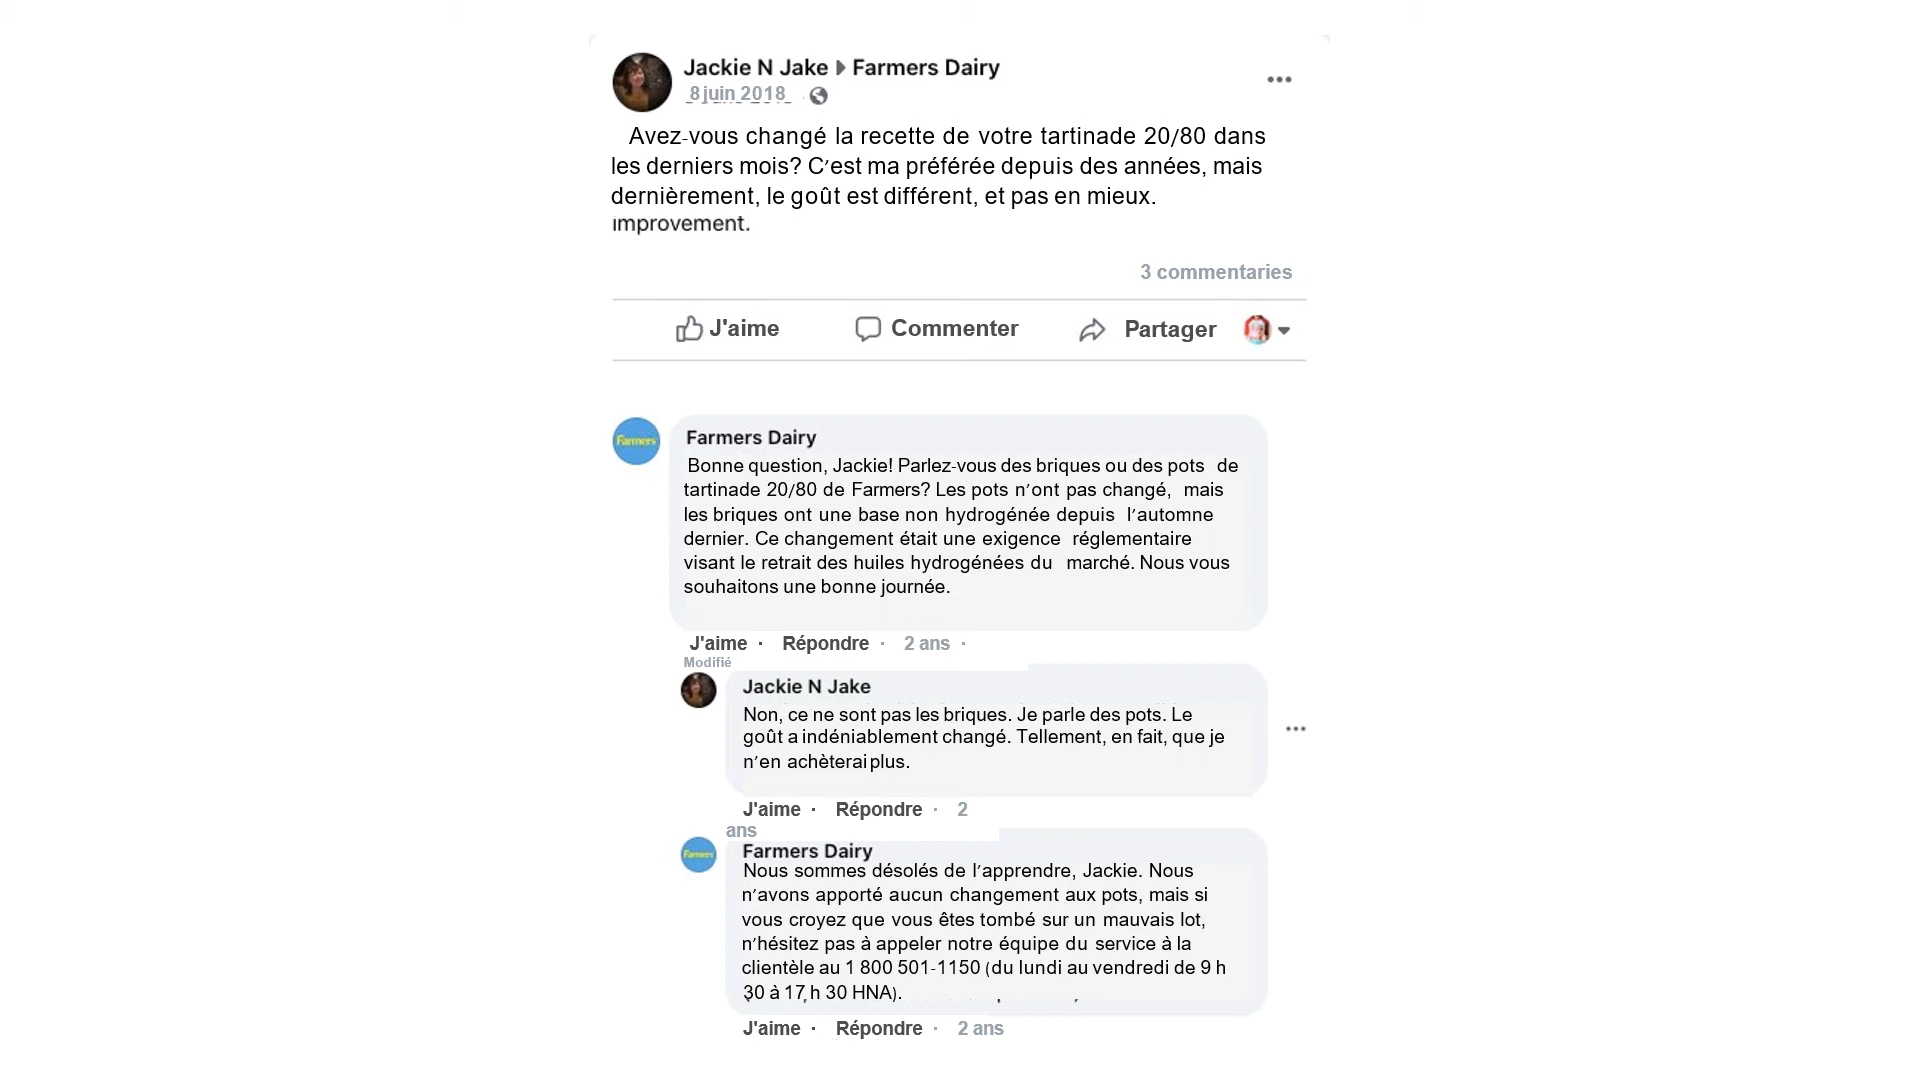 Jackie N Jake Farmers Dairy
8 juin 2018
Avez-vous changé la recette de votre tartinade 20/80 dans
les derniers mois? C’est ma préférée depuis des années, mais
dernièrement, le goût est différent, et pas en mieux.
improvement.
3 commentaries
J'aime Commenter Partager
Farmers
Farmers Dairy
Bonne question, Jackie! Parlez-vous des briques ou des pots de
tartinade 20/80 de Farmers? Les pots n’ont pas changé, mais
les briques ont une base non hydrogénée depuis l’automne
dernier. Ce changement était une exigence réglementaire
visant le retrait des huiles hydrogénées du marché. Nous vous
souhaitons une bonne journée.
J'aime · Répondre · 2 ans ·
Modifié
Jackie N Jake
Non, ce ne sont pas les briques. Je parle des pots. Le
goût a indéniablement changé. Tellement, en fait, que je
n’en achèterai plus.
J'aime · Répondre · 2
ans
Farmers
Farmers Dairy
Nous sommes désolés de l’apprendre, Jackie. Nous
n’avons apporté aucun changement aux pots, mais si
vous croyez que vous êtes tombé sur un mauvais lot,
n’hésitez pas à appeler notre équipe du service à la
clientèle au 1 800 501-1150 (du lundi au vendredi de 9 h
30 à 17 h 30 HNA).
J'aime · Répondre · 2 ans